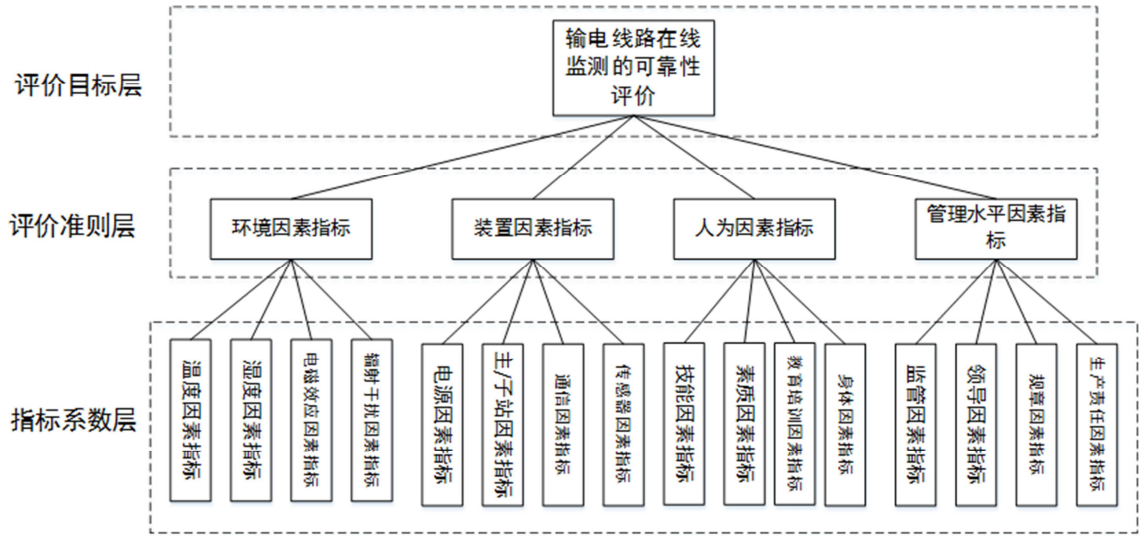 评价目标层
输电线路在线
监测的可靠性
评价
评价准则层
环境因素指标
装置因素指标
人为因素指标
管理水平因素指
标
指标系数层
温度因素指标
湿度因素指标
电磁效应因素指标
辐射干扰因素指标
电源因素指标
主/子站因素指标
通信因素指标
传感器因素指标
技能因素指标
素质因素指标
教育培训因素指标
身体因素指标
监管因素指标
领导因素指标
规章因素指标
生产责任因素指标